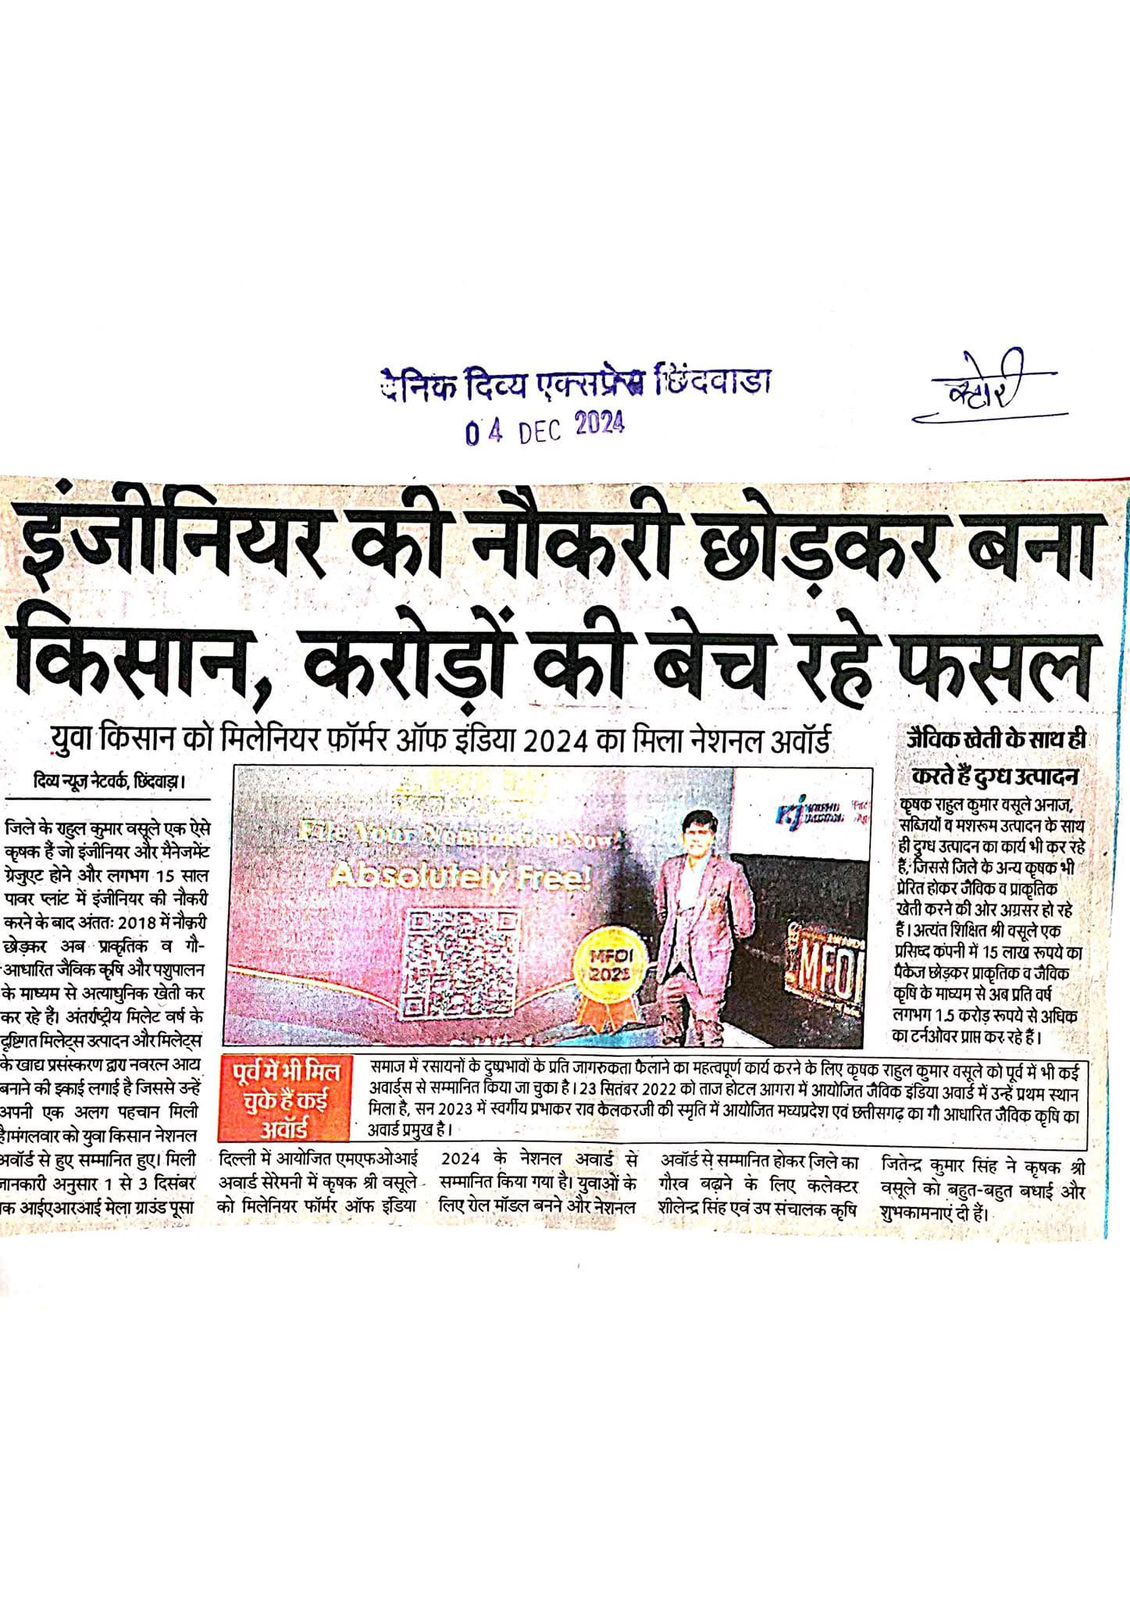 दैनिक दिव्य एक्सप्रेस छिंदवाडा
04 DEC 2024
इंजीनियर की नौकरी छोड़कर बना
किसान, करोड़ों की बेच रहे फसल
युवा किसान को मिलेनियर फॉर्मर ऑफ इंडिया 2024 का मिला नेशनल अवॉर्ड
दिव्य न्यूज नेटवर्क, छिंदवाड़ा।
जिले के राहुल कुमार वसूले एक ऐसे
कृषक हैं जो इंजीनियर और मैनेजमेंट
ग्रेजुएट होने और लगभग 15 साल
पावर प्लांट में इंजीनियर की नौकरी
करने के बाद अंततः 2018 में नौकरी
छोड़कर अब प्राकृतिक व गौ-
आधारित जैविक कृषि और पशुपालन
के माध्यम से अत्याधुनिक खेती कर
कर रहे हैं। अंतर्राष्ट्रीय मिलेट वर्ष के
दृष्टिगत मिलेट्स उत्पादन और मिलेट्स
के खाद्य प्रसंस्करण द्वारा नवरत्न आटा
बनाने की इकाई लगाई है जिससे उन्हें
अपनी एक अलग पहचान मिली
है।मंगलवार को युवा किसान नेशनल
अवॉर्ड से हुए सम्मानित हुए। मिली
जानकारी अनुसार 1 से 3 दिसंबर
क आईएआरआई मेला ग्राउंड पूसा
File Your Nomination Now!
Absolutely Free!
MFOI
2023
KRISHI
JAGRAN
MFOI
पूर्व में भी मिल
चुके हैं कई
अवॉर्ड
समाज में रसायनों के दुष्प्रभावों के प्रति जागरुकता फैलाने का महत्वपूर्ण कार्य करने के लिए कृषक राहुल कुमार वसूले को पूर्व में भी कई
अवार्ड्स से सम्मानित किया जा चुका है। 23 सितंबर 2022 को ताज होटल आगरा में आयोजित जैविक इंडिया अवार्ड में उन्हें प्रथम स्थान
मिला है, सन 2023 में स्वर्गीय प्रभाकर राव केलकरजी की स्मृति में आयोजित मध्यप्रदेश एवं छतीसगढ़ का गौ आधारित जैविक कृषि का
अवार्ड प्रमुख है।
दिल्ली में आयोजित एमएफओआई
अवार्ड सेरेमनी में कृषक श्री वसूले
को मिलेनियर फॉर्मर ऑफ इंडिया
2024 के नेशनल अवार्ड से
सम्मानित किया गया है। युवाओं के
लिए रोल मॉडल बनने और नेशनल
अवॉर्ड से सम्मानित होकर जिले का
गौरव बढ़ाने के लिए कलेक्टर
शीलेन्द्र सिंह एवं उप संचालक कृषि
जितेन्द्र कुमार सिंह ने कृषक श्री
वसूले को बहुत-बहुत बधाई और
शुभकामनाएं दी हैं।
जैविक खेती के साथ ही
करते हैं दुग्ध उत्पादन
कृषक राहुल कुमार वसूले अनाज,
सब्जियों व मशरूम उत्पादन के साथ
ही दुग्ध उत्पादन का कार्य भी कर रहे
हैं, जिससे जिले के अन्य कृषक भी
प्रेरित होकर जैविक व प्राकृतिक
खेती करने की ओर अग्रसर हो रहे
हैं। अत्यंत शिक्षित श्री वसूले एक
प्रसिध्द कंपनी में 15 लाख रूपये का
पैकेज छोड़कर प्राकृतिक व जैविक
कृषि के माध्यम से अब प्रति वर्ष
लगभग 1.5 करोड़ रूपये से अधिक
का टर्नओवर प्राप्त कर रहे हैं।